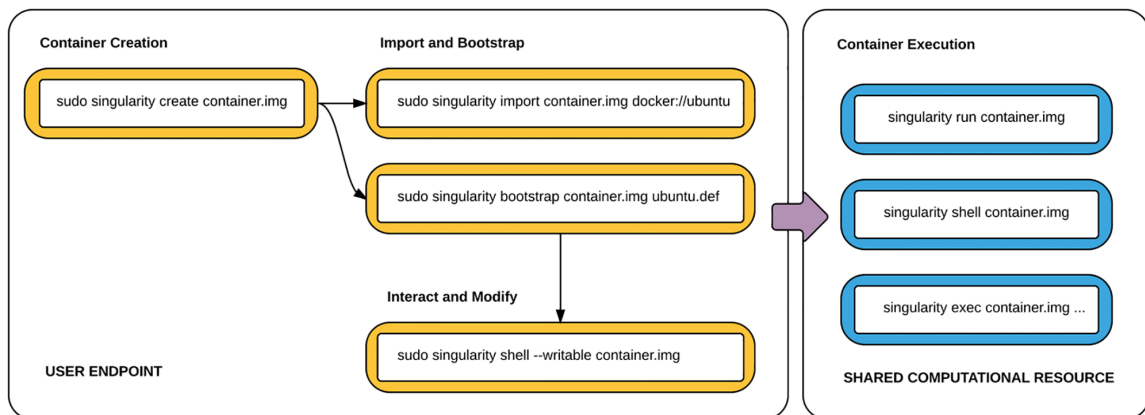 Container Creation
sudo singularity create container.img
Import and Bootstrap
sudo singularity import container.img docker://ubuntu
sudo singularity bootstrap container.img ubuntu.def
Interact and Modify
sudo singularity shell --writable container.img
USER ENDPOINT
Container Execution
singularity run container.img
singularity shell container.img
singularity exec container.img ...
SHARED COMPUTATIONAL RESOURCE